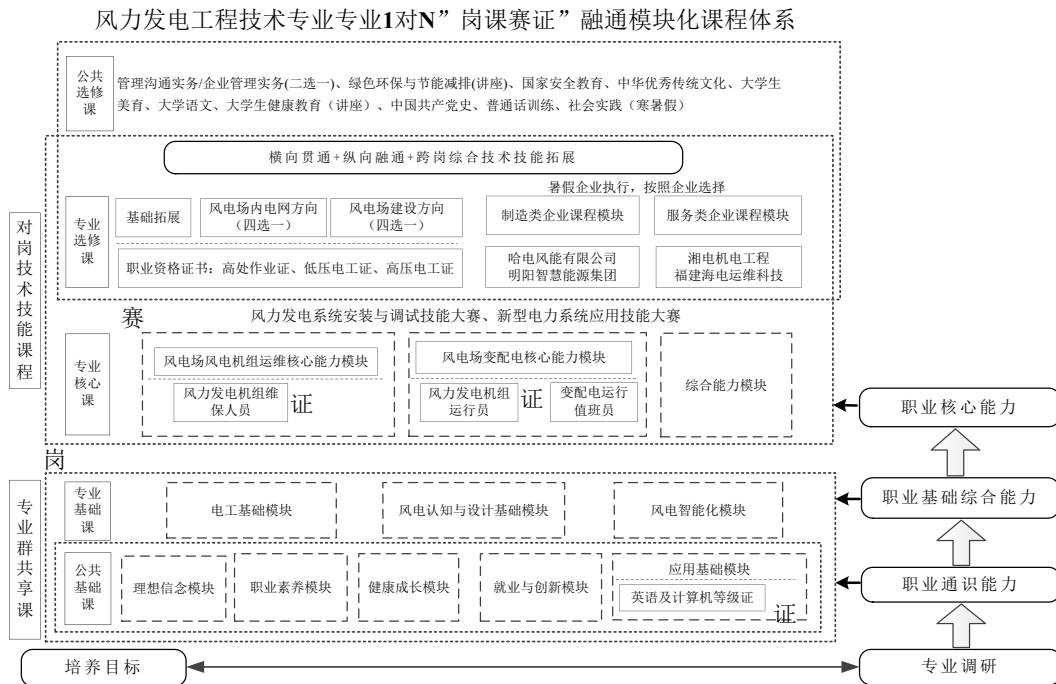 风力发电工程技术专业专业1对N”岗课赛证”融通模块化课程体系
公共
选修
课
管理沟通实务/企业管理实务(二选一）、绿色环保与节能减排(讲座)、国家安全教育、中华优秀传统文化、大学生
美育、大学语文、大学生健康教育（讲座）、中国共产党史、普通话训练、社会实践（寒暑假）
横向贯通+纵向融通+跨岗综合技术技能拓展
对岗技术技能课程
专业
选修
课
基础拓展
风电场内电网方向
（四选一）
风电场建设方向
（四选一）
职业资格证书：高处作业证、低压电工证、高压电工证
暑假企业执行，按照企业选择
制造类企业课程模块
服务类企业课程模块
哈电风能有限公司
明阳智慧能源集团
湘电机电工程
福建海电运维科技
赛
风力发电系统安装与调试技能大赛、新型电力系统应用技能大赛
专业
核心
课
风电场风电机组运维核心能力模块
风力发电机组维
保人员
证
风电场变配电核心能力模块
风力发电机组
运行员
证
变配电运行
值班员
综合能力模块
职业核心能力
岗
专业群共享课
专业
基础
课
电工基础模块
风电认知与设计基础模块
风电智能化模块
职业基础综合能力
公共
基础
课
理想信念模块
职业素养模块
健康成长模块
就业与创新模块
应用基础模块
英语及计算机等级证
证
职业通识能力
培养目标
专业调研